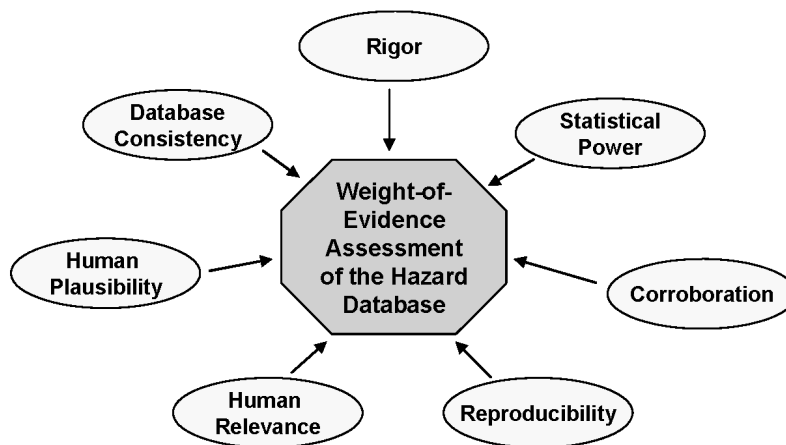 Rigor
Database
Consistency
Statistical
Power
Weight-of-
Evidence
Assessment
of the Hazard
Database
Human
Plausibility
Corroboration
Human
Relevance
Reproducibility